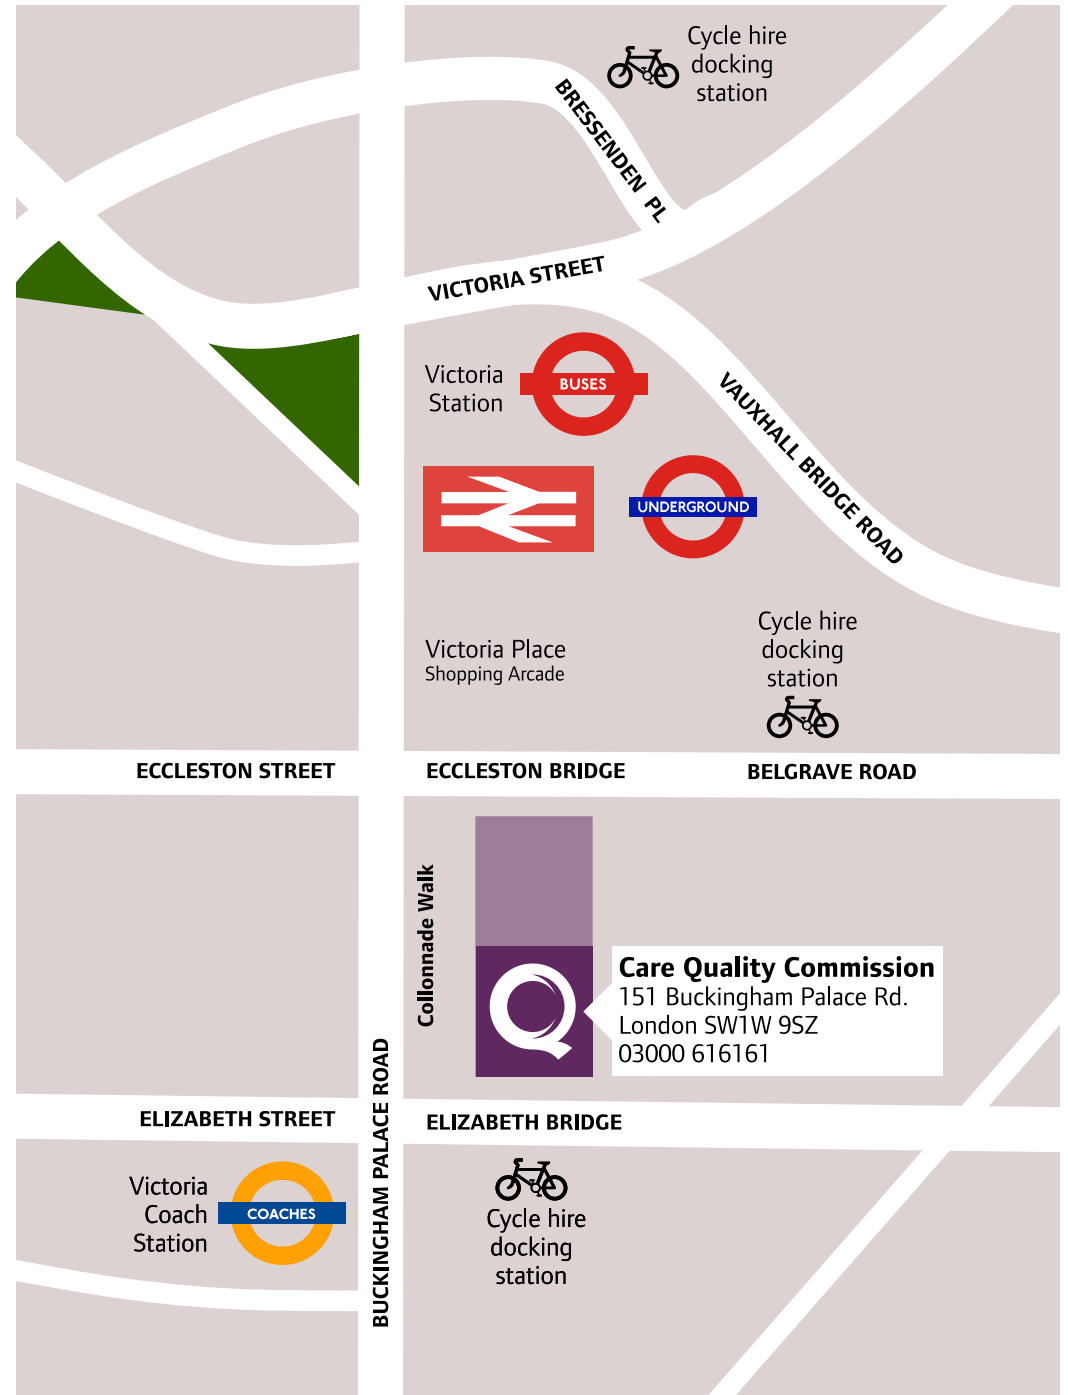 Cycle hire
docking
station
BRESSENDEN PL
VICTORIA STREET
Victoria
Station
BUSES
VAUXHALL BRIDGE ROAD
UNDERGROUND
Victoria Place
Shopping Arcade
Cycle hire
docking
station
ECCLESTON STREET
ECCLESTON BRIDGE
BELGRAVE ROAD
Collonnade Walk
Care Quality Commission
151 Buckingham Palace Rd.
London SW1W 9SZ
03000 616161
BUCKINGHAM PALACE ROAD
ELIZABETH STREET
ELIZABETH BRIDGE
Victoria
Coach
Station
COACHES
Cycle hire
docking
station